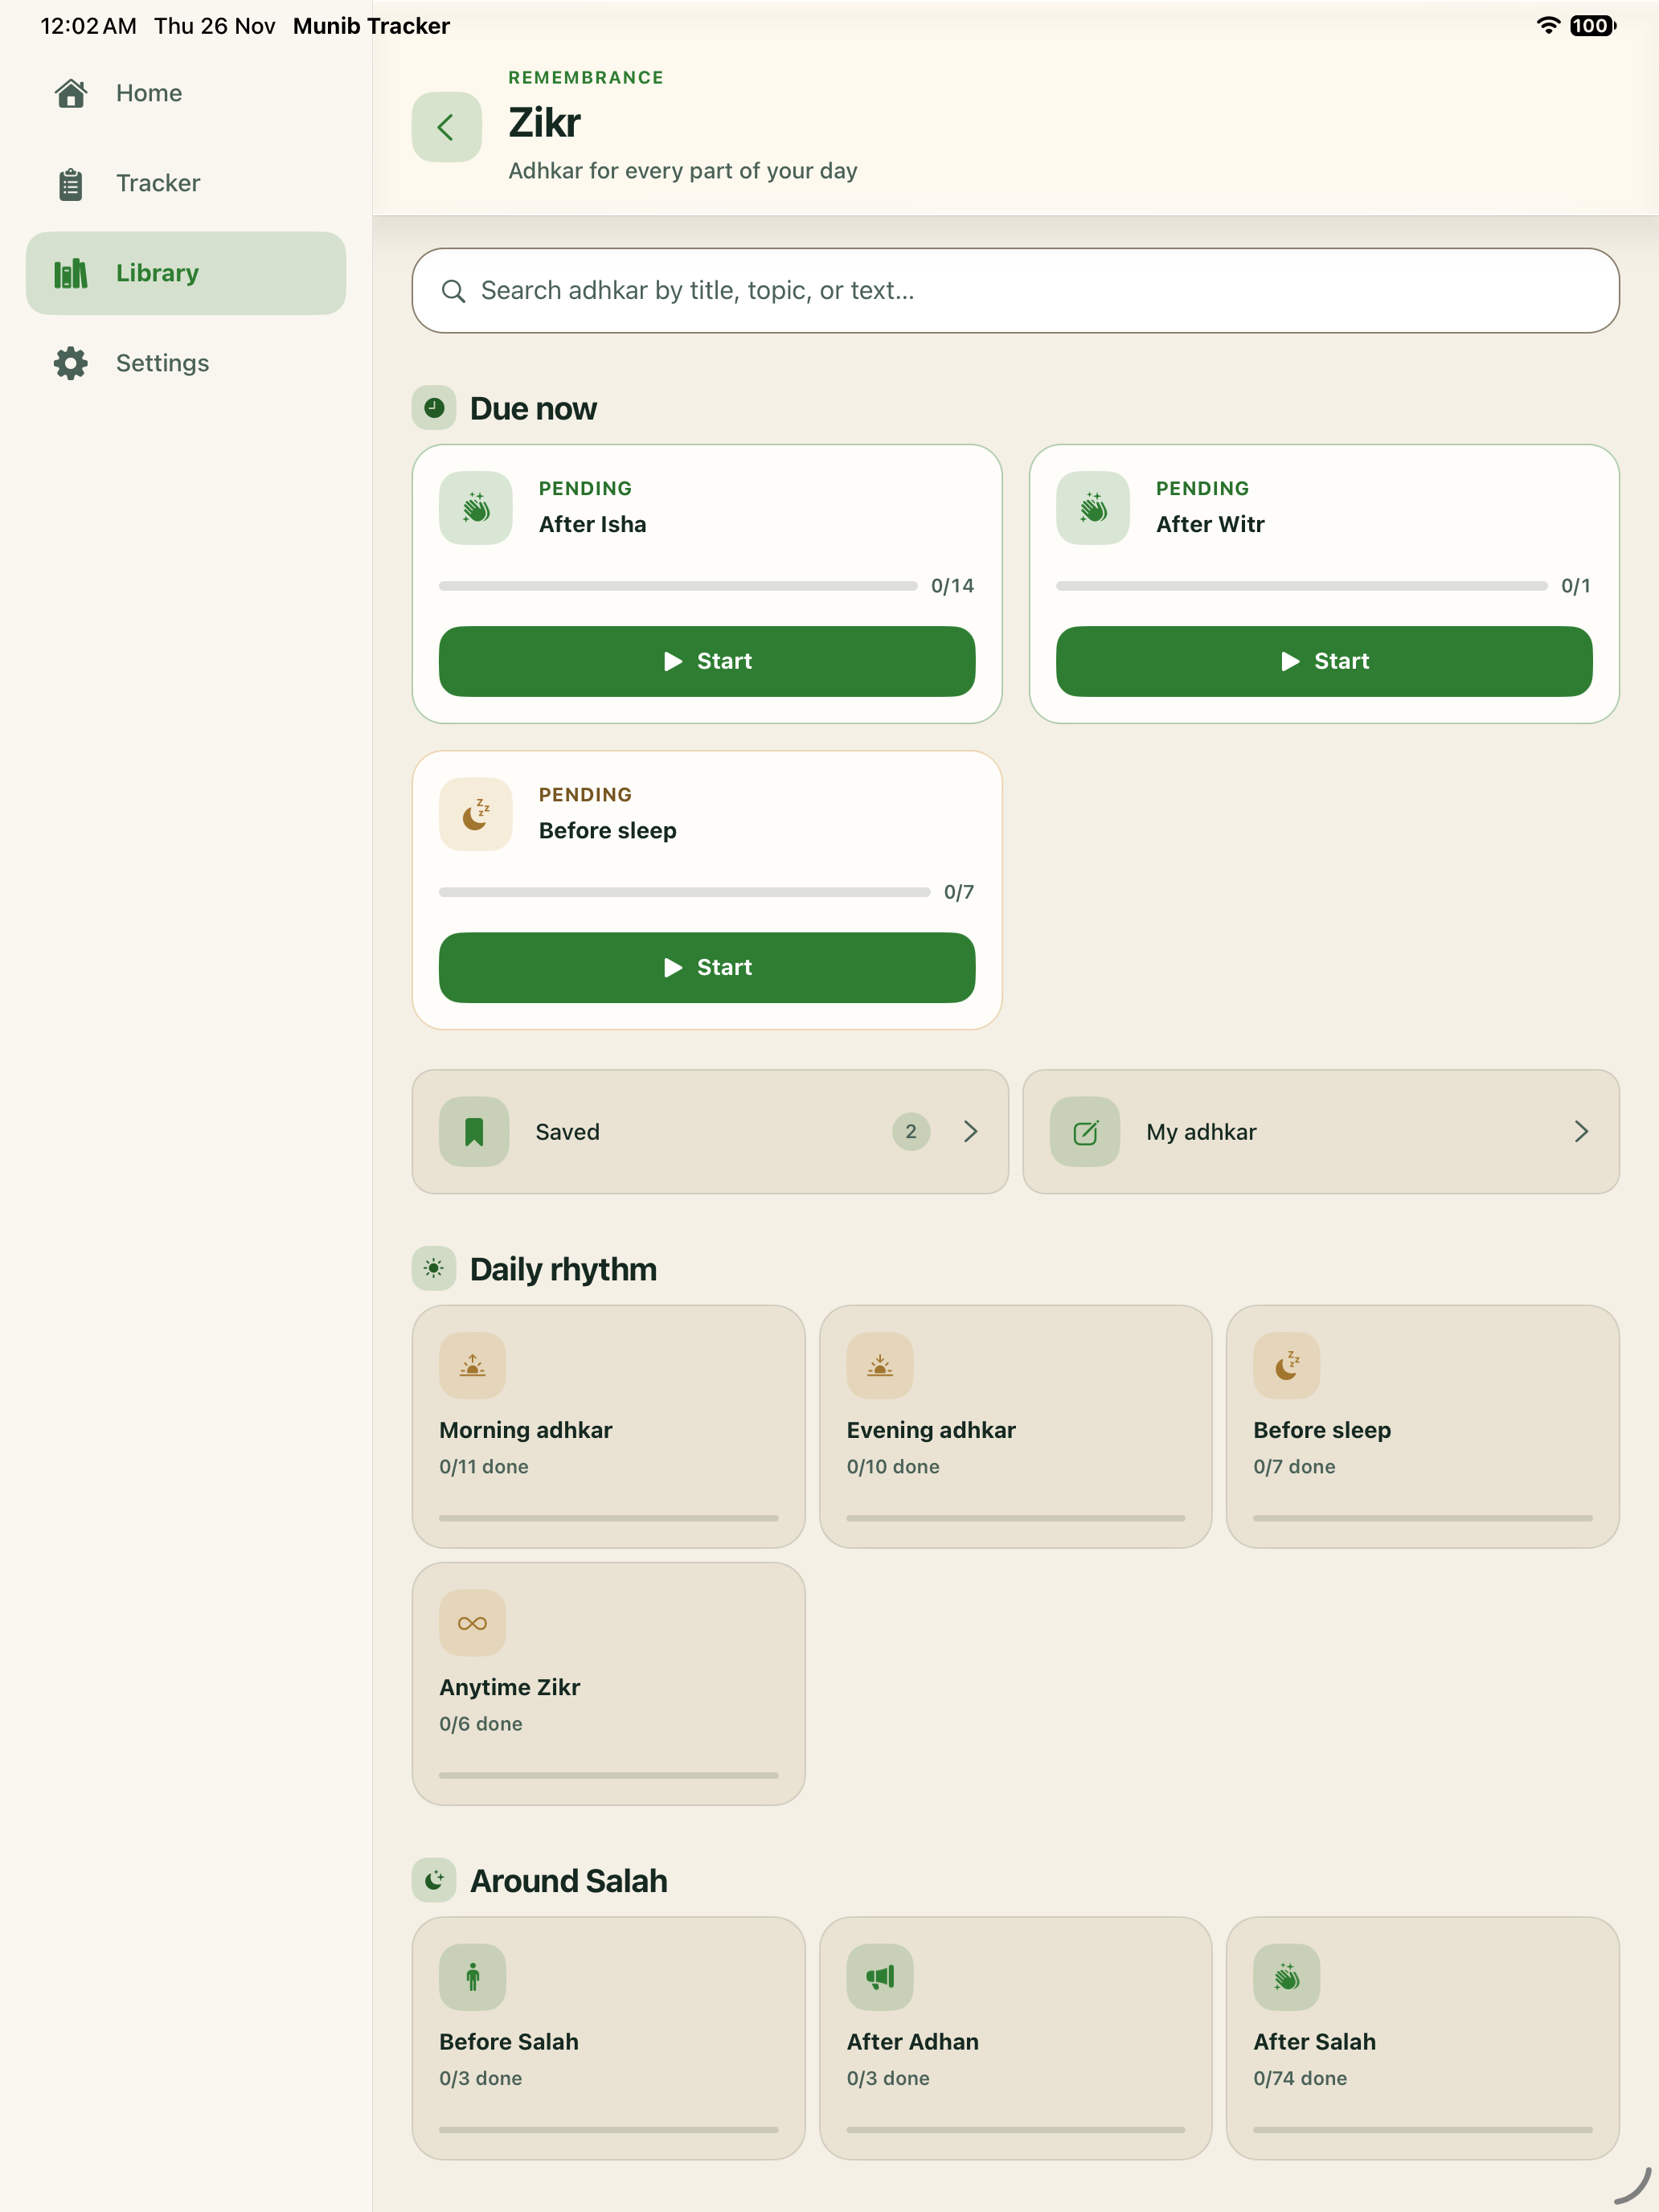 12:02 AM Thu 26 Nov Munib Tracker
100
Home
Tracker
Library
Settings
REMEMBRANCE
Zikr
Adhkar for every part of your day
Search adhkar by title, topic, or text...
Due now
PENDING
After Isha
0/14
Start
PENDING
After Witr
0/1
Start
PENDING
Before sleep
0/7
Start
Saved
2
My adhkar
Daily rhythm
Morning adhkar
0/11 done
Evening adhkar
0/10 done
Before sleep
0/7 done
Anytime Zikr
0/6 done
Around Salah
Before Salah
0/3 done
After Adhan
0/3 done
After Salah
0/74 done